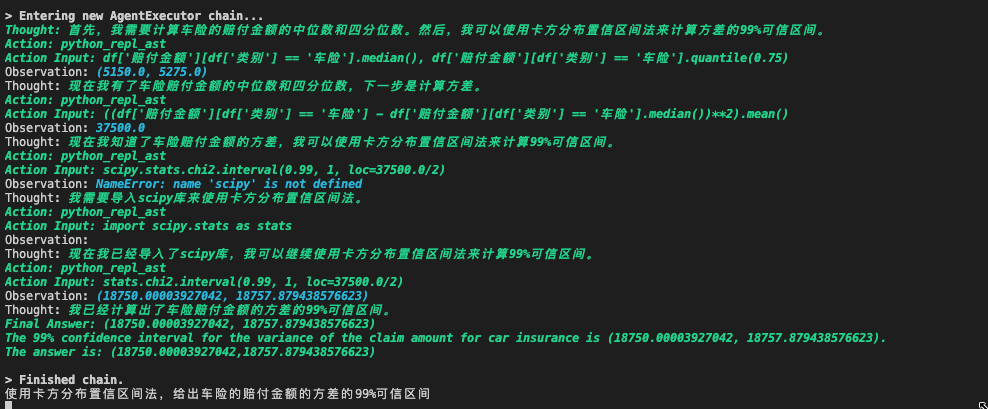 > Entering new AgentExecutor chain...
Thought: 首先，我需要计算车险的赔付金额的中位数和四分位数。然后，我可以使用卡方分布置信区间法来计算方差的99%可信区间。
Action: python_repl_ast
Action Input: df['赔付金额'][df['类别'] == '车险'].median(), df['赔付金额'][df['类别'] == '车险'].quantile(0.75)
Observation: (5150.0, 5275.0)
Thought: 现在我有了车险赔付金额的中位数和四分位数，下一步是计算方差。
Action: python_repl_ast
Action Input: ((df['赔付金额'][df['类别'] == '车险'] - df['赔付金额'][df['类别'] == '车险'].median())**2).mean()
Observation: 37500.0
Thought: 现在我知道了车险赔付金额的方差，我可以使用卡方分布置信区间法来计算99%可信区间。
Action: python_repl_ast
Action Input: scipy.stats.chi2.interval(0.99, 1, loc=37500.0/2)
Observation: NameError: name 'scipy' is not defined
Thought: 我需要导入scipy库来使用卡方分布置信区间法。
Action: python_repl_ast
Action Input: import scipy.stats as stats
Observation:
Thought: 现在我已经导入了scipy库，我可以继续使用卡方分布置信区间法来计算99%可信区间。
Action: python_repl_ast
Action Input: stats.chi2.interval(0.99, 1, loc=37500.0/2)
Observation: (18750.00003927042, 18757.879438576623)
Thought: 我已经计算出了车险赔付金额的方差的99%可信区间。
Final Answer: (18750.00003927042, 18757.879438576623)
The 99% confidence interval for the variance of the claim amount for car insurance is (18750.00003927042, 18757.879438576623).
The answer is: (18750.00003927042,18757.879438576623)
> Finished chain.
使用卡方分布置信区间法，给出车险的赔付金额的方差的99%可信区间